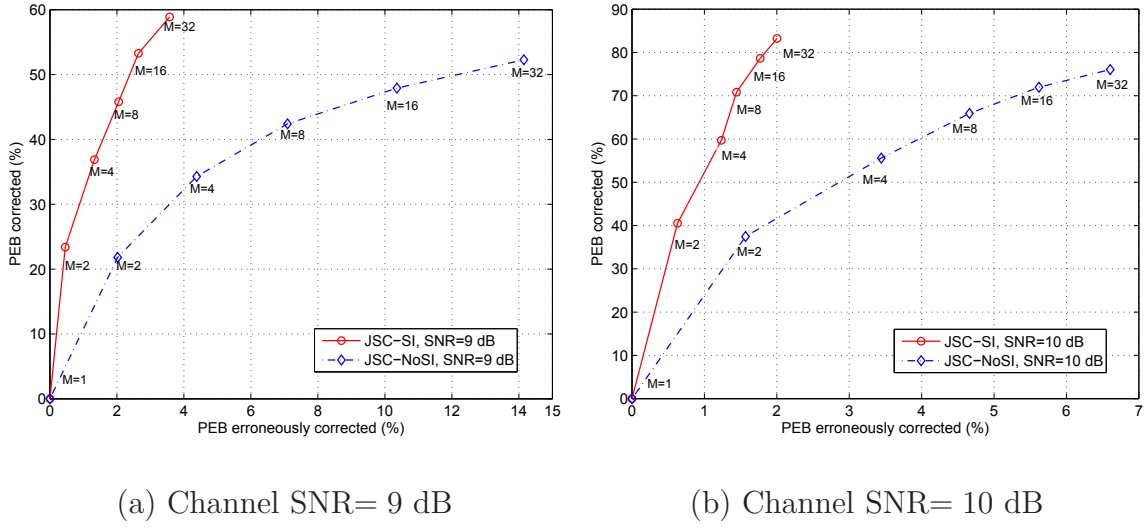 60
50
40
30
20
10
0
PEB corrected (%)
M=32
M=16
M=8
M=4
M=2
M=1
M=2
M=4
M=8
M=16
M=32
JSC−SI, SNR=9 dB
JSC−NoSI, SNR=9 dB
0 2 4 6 8 10 12 14 15
PEB erroneously corrected (%)
(a) Channel SNR= 9 dB
90
80
70
60
50
40
30
20
10
0
PEB corrected (%)
M=32
M=16
M=8
M=4
M=2
M=1
M=2
M=4
M=8
M=16
M=32
JSC−SI, SNR=10 dB
JSC−NoSI, SNR=10 dB
0 1 2 3 4 5 6 7
PEB erroneously corrected (%)
(b) Channel SNR= 10 dB